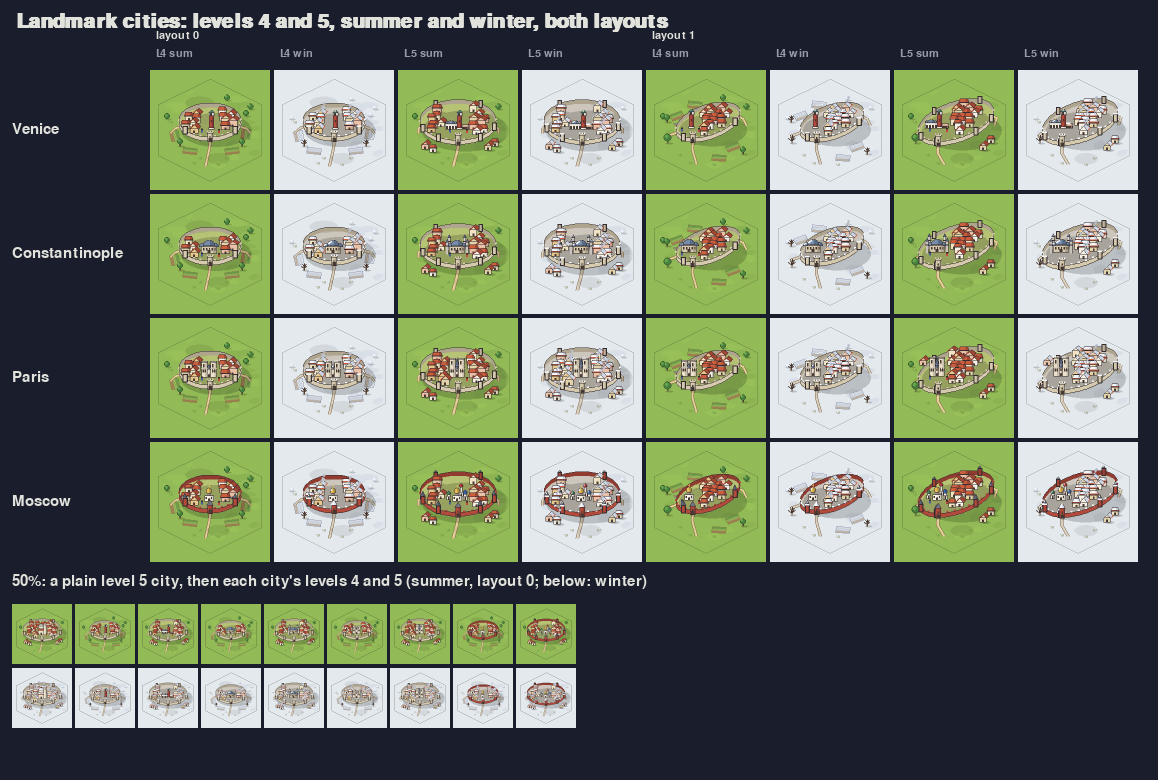 Landmark cities: levels 4 and 5, summer and winter, both layouts
layout 0 layout 1
L4 sum L4 win L5 sum L5 win L4 sum L4 win L5 sum L5 win
Venice
Constantinople
Paris
Moscow
50%: a plain level 5 city, then each city's levels 4 and 5 (summer, layout 0; below: winter)